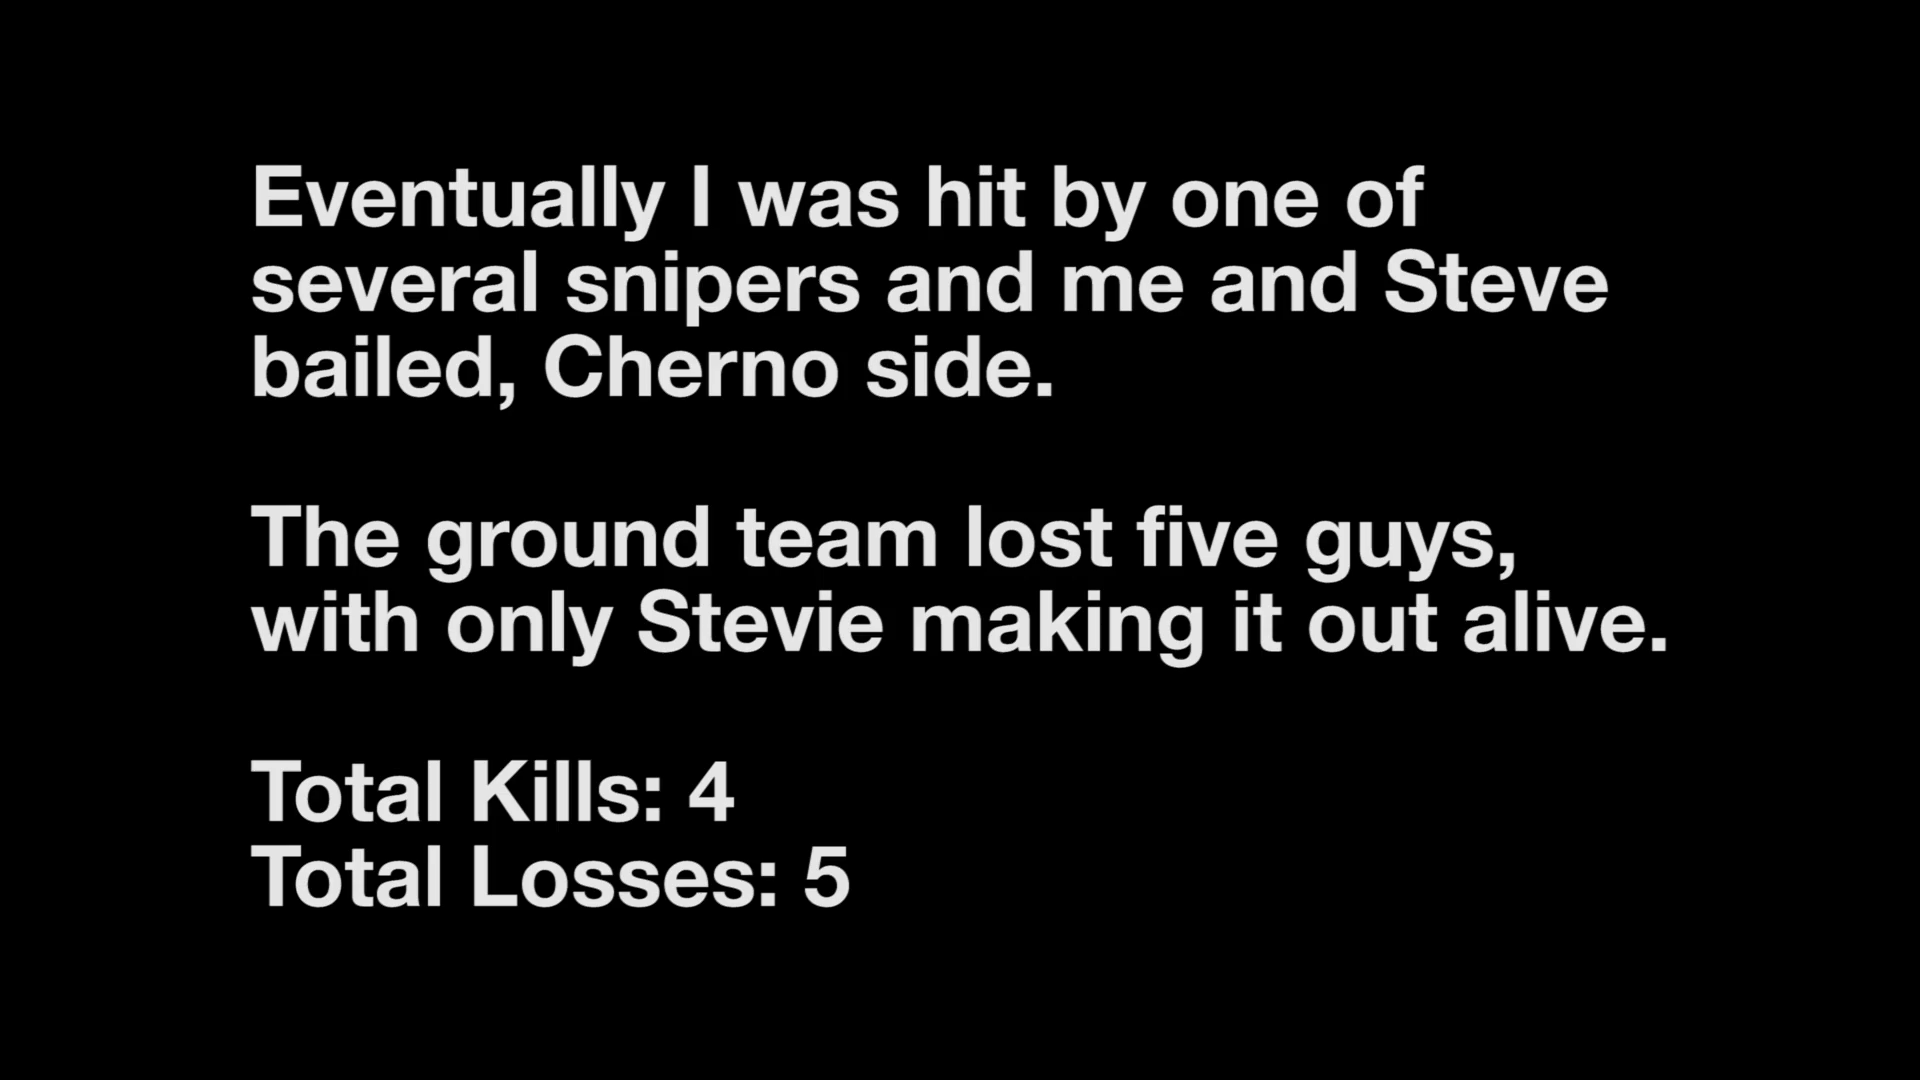 Eventually I was hit by one of
several snipers and me and Steve
bailed, Cherno side.
The ground team lost five guys,
with only Stevie making it out alive.
Total Kills: 4
Total Losses: 5